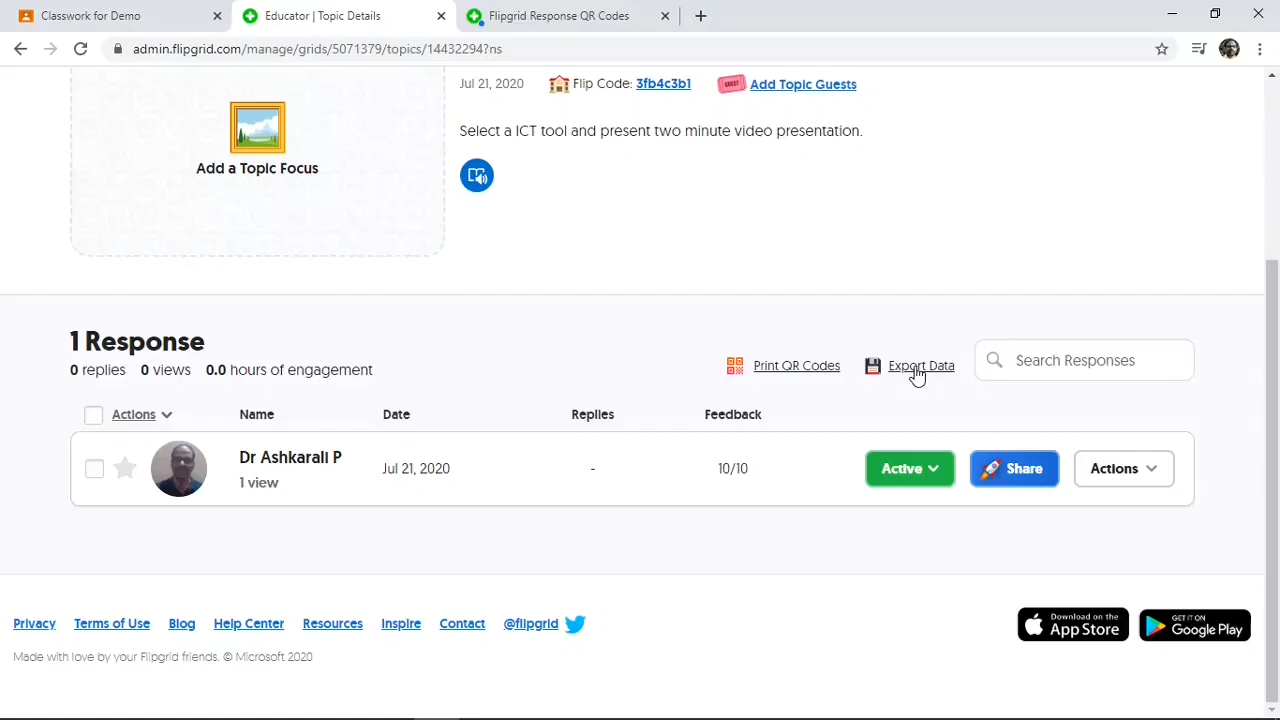 Classwork for Demo
Educator | Topic Details
Flipgrid Response QR Codes
admin.flipgrid.com/manage/grids/5071379/topics/14432294?ns
Jul 21, 2020 Flip Code: 3fb4c3b1 GUEST Add Topic Guests
Select a ICT tool and present two minute video presentation.
Add a Topic Focus
1 Response
0 replies 0 views 0.0 hours of engagement
Print QR Codes Export Data Search Responses
Actions Name Date Replies Feedback
Dr Ashkarali P
1 view
Jul 21, 2020 - 10/10 Active Share Actions
Privacy Terms of Use Blog Help Center Resources Inspire Contact @flipgrid
Download on the App Store
GET IT ON Google Play
Made with love by your Flipgrid friends. © Microsoft 2020